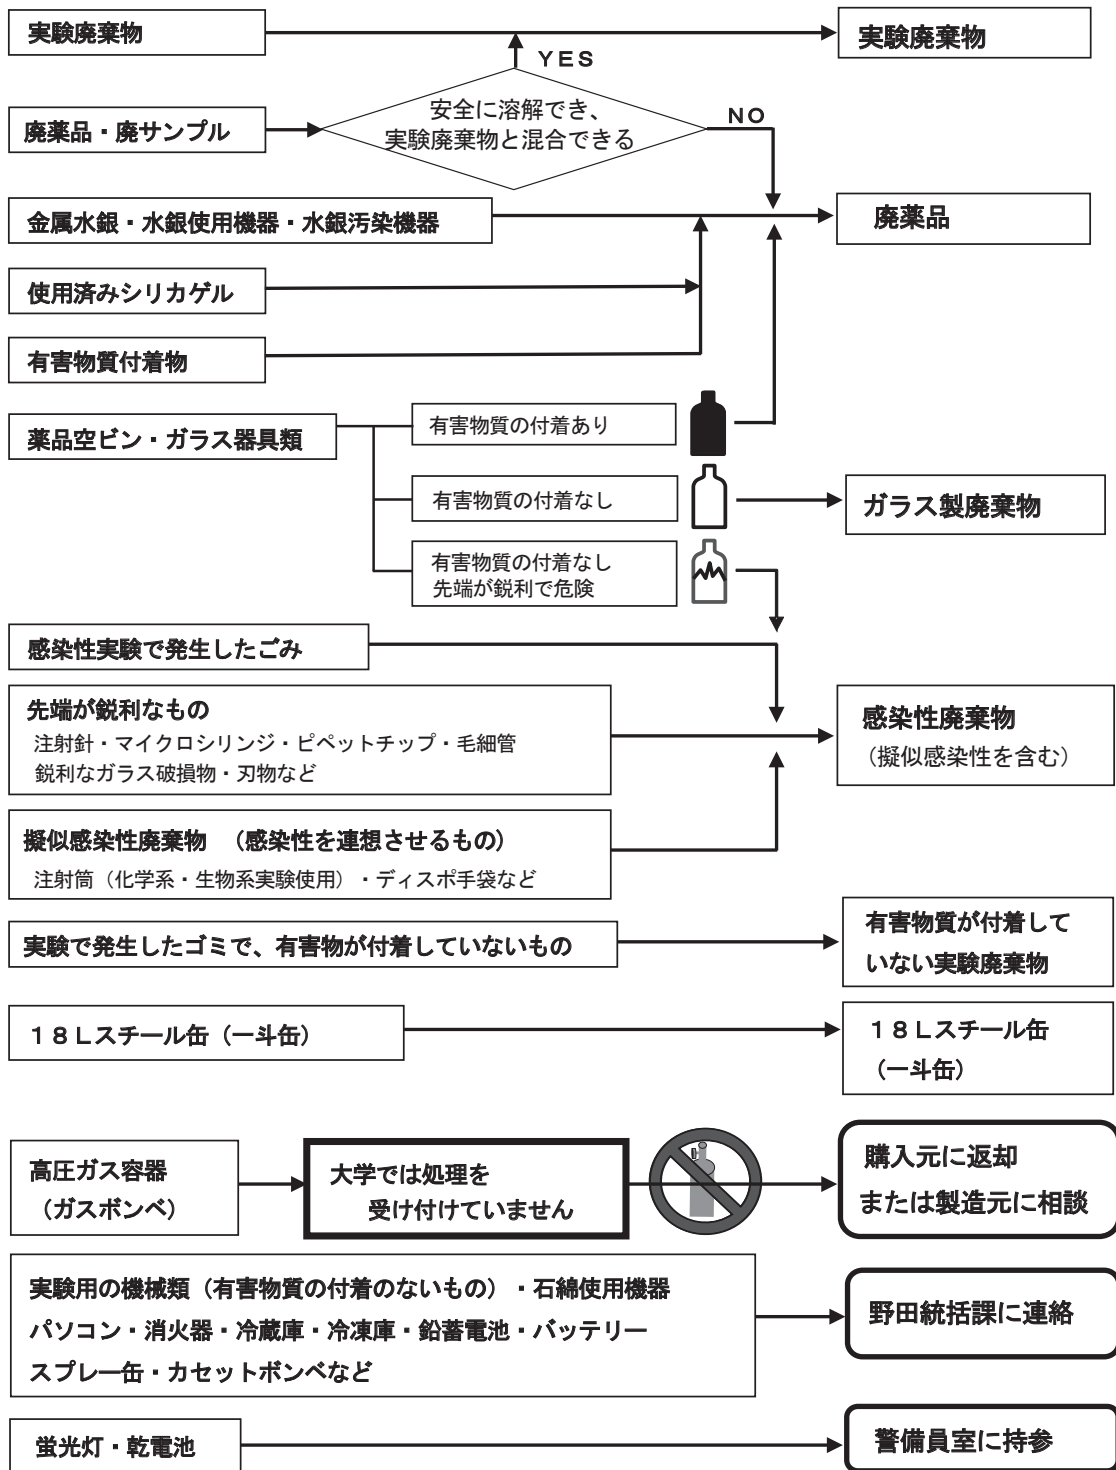 実験廃棄物
実験廃棄物
YES
廃薬品・廃サンプル
安全に溶解でき、
実験廃棄物と混合できる
NO
金属水銀・水銀使用機器・水銀汚染機器
廃薬品
使用済みシリカゲル
有害物質付着物
薬品空ビン・ガラス器具類
有害物質の付着あり
有害物質の付着なし
ガラス製廃棄物
有害物質の付着なし
先端が鋭利で危険
感染性実験で発生したごみ
先端が鋭利なもの
注射針・マイクロシリンジ・ピペットチップ・毛細管
鋭利なガラス破損物・刃物など
感染性廃棄物
（擬似感染性を含む）
擬似感染性廃棄物　（感染性を連想させるもの）
注射筒（化学系・生物系実験使用）・ディスポ手袋など
実験で発生したゴミで、有害物が付着していないもの
有害物質が付着して
いない実験廃棄物
１８Ｌスチール缶（一斗缶）
１８Ｌスチール缶
（一斗缶）
高圧ガス容器
（ガスボンベ）
大学では処理を
受け付けていません
購入元に返却
または製造元に相談
実験用の機械類（有害物質の付着のないもの）・石綿使用機器
パソコン・消火器・冷蔵庫・冷凍庫・鉛蓄電池・バッテリー
スプレー缶・カセットボンベなど
野田統括課に連絡
蛍光灯・乾電池
警備員室に持参